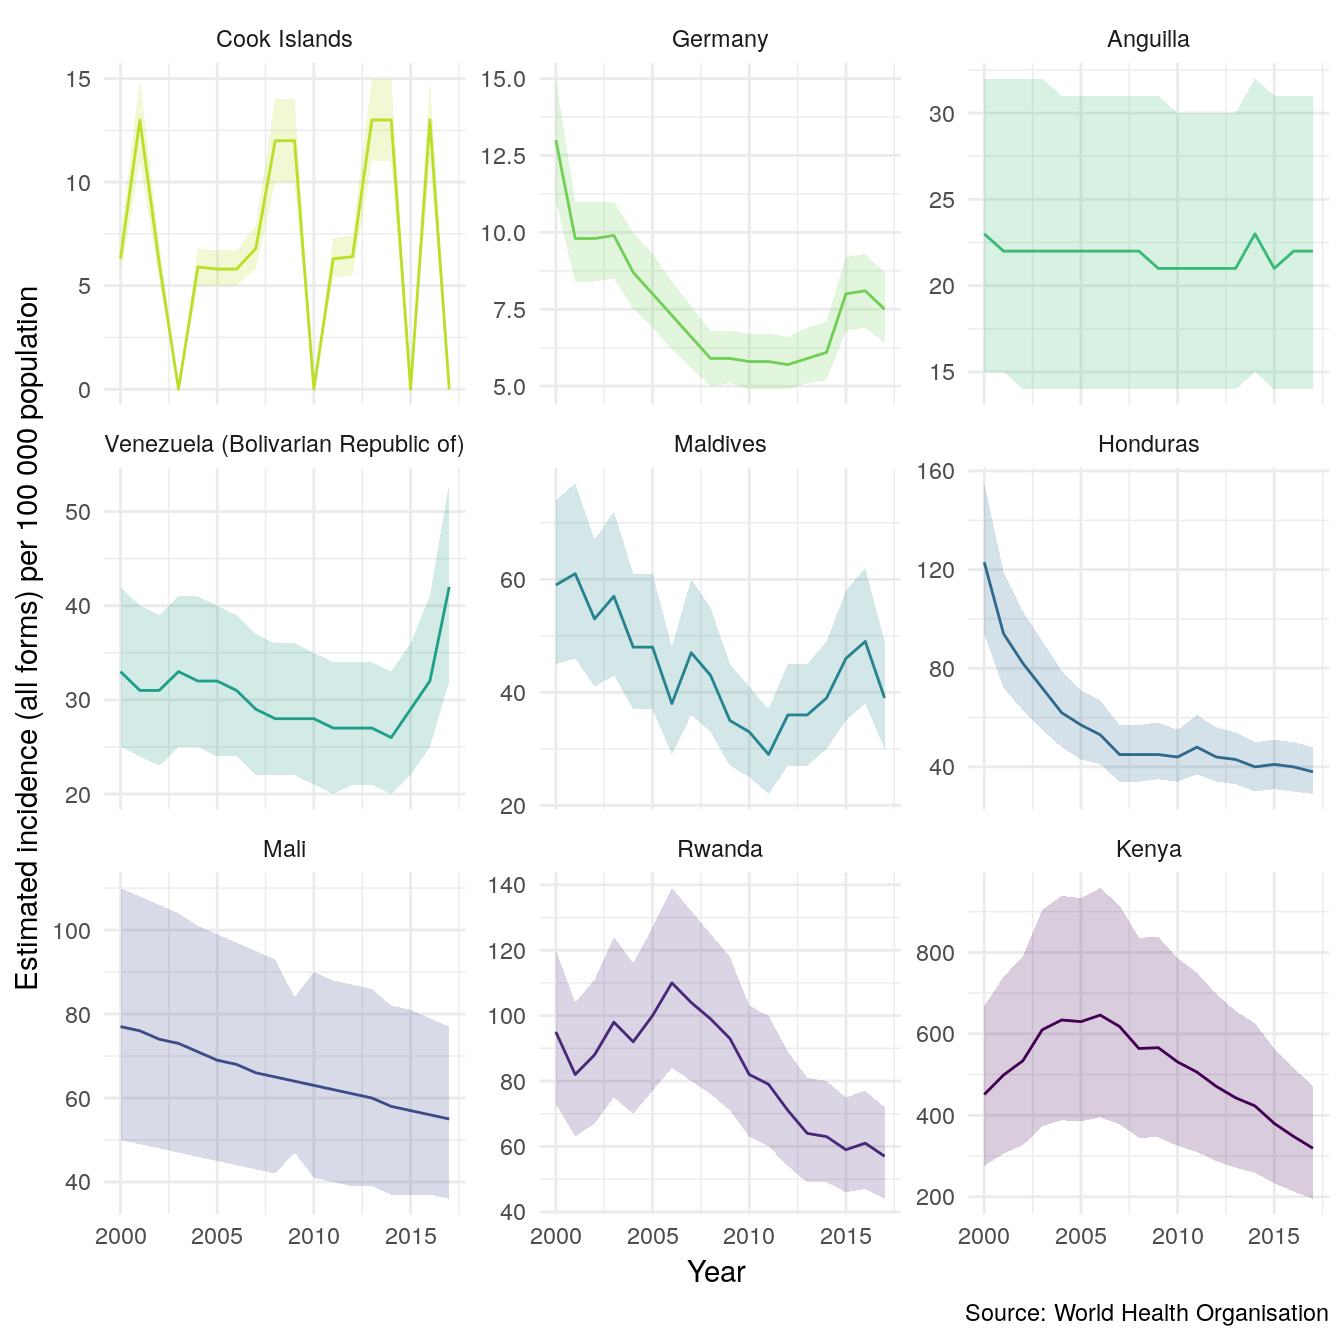 Cook Islands
Germany
Anguilla
15
10
5
0
15.0
12.5
10.0
7.5
5.0
30
25
20
15
Venezuela (Bolivarian Republic of)
Maldives
Honduras
50
40
30
20
60
40
20
160
120
80
40
Mali
Rwanda
Kenya
100
80
60
40
140
120
100
80
60
40
800
600
400
200
2000 2005 2010 2015
2000 2005 2010 2015
2000 2005 2010 2015
Estimated incidence (all forms) per 100 000 population
Year
Source: World Health Organisation